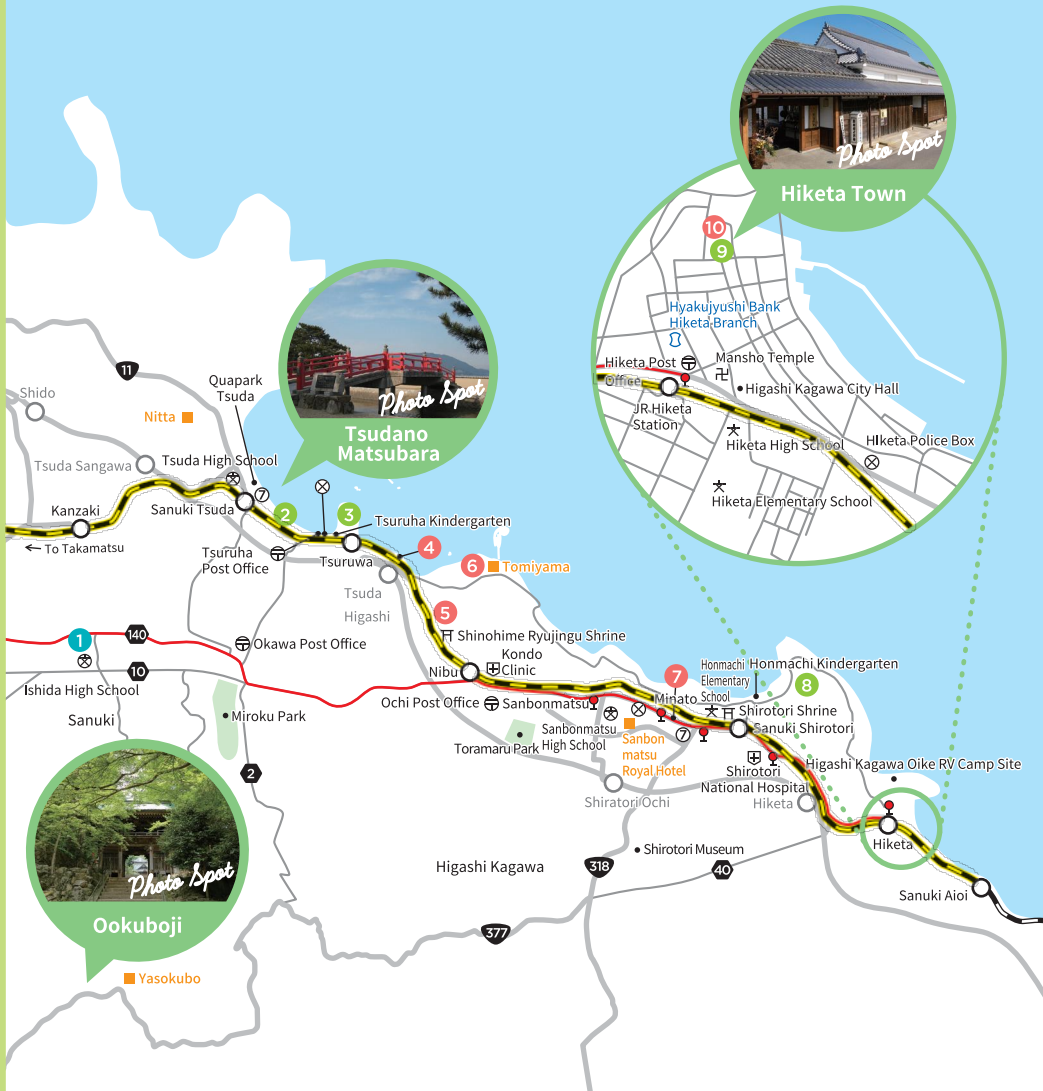 Photo Spot
Hiketa Town
10
9
Hyakujyushi Bank
Hiketa Branch
Hiketa Post
Office
Mansho Temple
Higashi Kagawa City Hall
JR Hiketa
Station
Hiketa High School
Hiketa Police Box
Hiketa Elementary School
Photo Spot
Tsudano
Matsubara
11
Shido
Quapark
Tsuda
Nitta
Tsuda Sangawa
Tsuda High School
7
Kanzaki
Sanuki Tsuda
2
3
Tsuruha Kindergarten
To Takamatsu
Tsuruha
Post Office
Tsuruwa
4
6
Tomiyama
Tsuda
Higashi
5
1
140
Okawa Post Office
Shinohime Ryujingu Shrine
Kondo
Clinic
10
Ishida High School
Nibu
Ochi Post Office
Sanbonmatsu
7
Minato
Honmachi
Elementary
School
Honmachi Kindergarten
8
Shirotori Shrine
Sanuki Shirotori
Sanuki
Miroku Park
Toramaru Park
Sanbonmatsu
High School
Sanbon
matsu
Royal Hotel
7
Shirotori
National Hospital
Higashi Kagawa Oike RV Camp Site
2
Shiratori Ochi
Hiketa
Hiketa
Photo Spot
Ookuboji
Higashi Kagawa
318
Shirotori Museum
40
Sanuki Aioi
377
Yasokubo